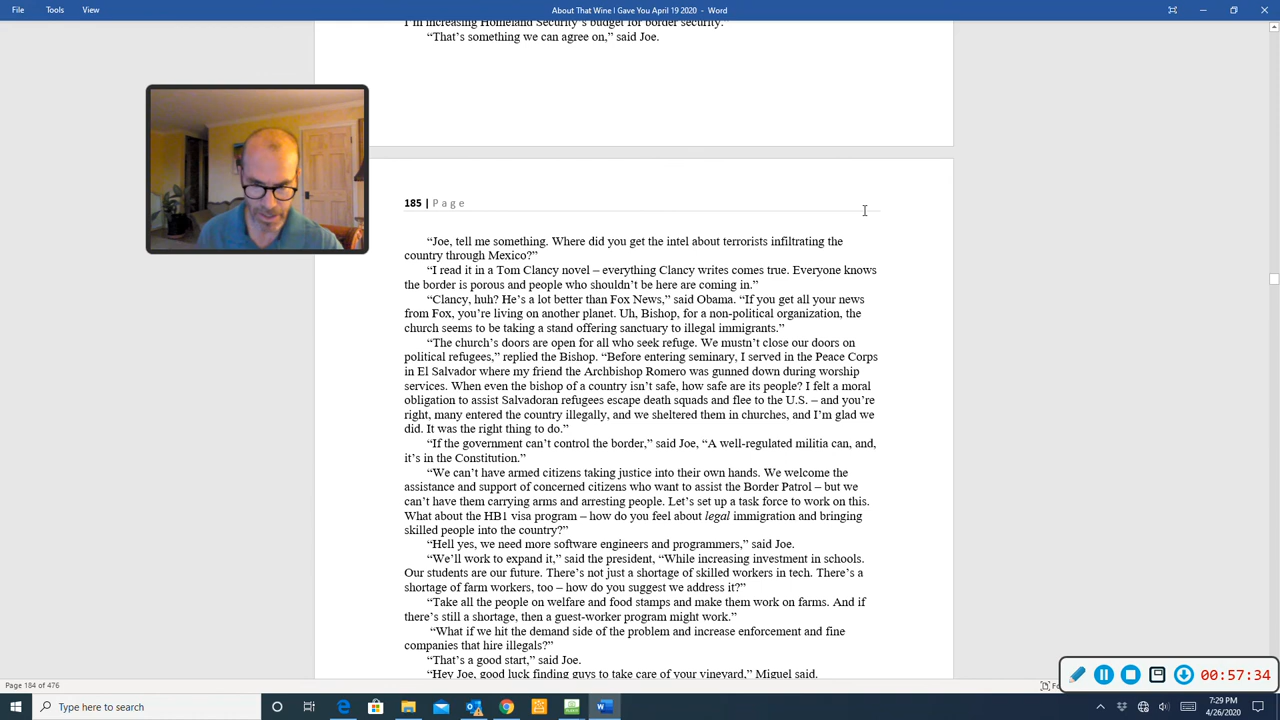 File
Tools
View
About That Wine I Gave You April 19 2020 - Word
I'm increasing Homeland Security's budget for border security."
“That’s something we can agree on,” said Joe.
185 | Page
“Joe, tell me something. Where did you get the intel about terrorists infiltrating the
country through Mexico?”
“I read it in a Tom Clancy novel – everything Clancy writes comes true. Everyone knows
the border is porous and people who shouldn’t be here are coming in.”
“Clancy, huh? He’s a lot better than Fox News,” said Obama. “If you get all your news
from Fox, you’re living on another planet. Uh, Bishop, for a non-political organization, the
church seems to be taking a stand offering sanctuary to illegal immigrants.”
“The church’s doors are open for all who seek refuge. We mustn’t close our doors on
political refugees,” replied the Bishop. “Before entering seminary, I served in the Peace Corps
in El Salvador where my friend the Archbishop Romero was gunned down during worship
services. When even the bishop of a country isn’t safe, how safe are its people? I felt a moral
obligation to assist Salvadoran refugees escape death squads and flee to the U.S. – and you’re
right, many entered the country illegally, and we sheltered them in churches, and I’m glad we
did. It was the right thing to do.”
“If the government can’t control the border,” said Joe, “A well-regulated militia can, and,
it’s in the Constitution.”
“We can’t have armed citizens taking justice into their own hands. We welcome the
assistance and support of concerned citizens who want to assist the Border Patrol – but we
can’t have them carrying arms and arresting people. Let’s set up a task force to work on this.
What about the HB1 visa program – how do you feel about legal immigration and bringing
skilled people into the country?”
“Hell yes, we need more software engineers and programmers,” said Joe.
“We’ll work to expand it,” said the president, “While increasing investment in schools.
Our students are our future. There’s not just a shortage of skilled workers in tech. There’s a
shortage of farm workers, too – how do you suggest we address it?”
“Take all the people on welfare and food stamps and make them work on farms. And if
there’s still a shortage, then a guest-worker program might work.”
“What if we hit the demand side of the problem and increase enforcement and fine
companies that hire illegals?”
“That’s a good start,” said Joe.
“Hey Joe, good luck finding guys to take care of your vineyard,” Miguel said.
Page 184 of 476
00:57:34
Type here to search
7:29 PM
4/26/2020